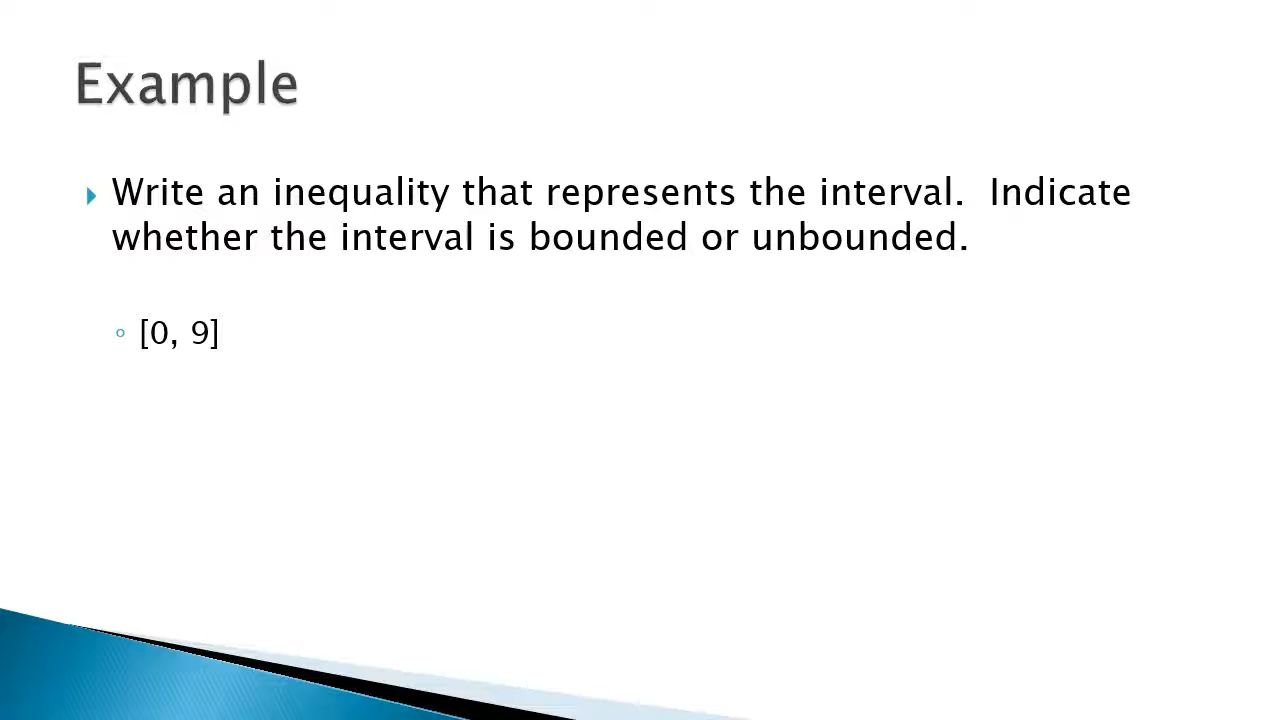 Example
Write an inequality that represents the interval.  Indicate
whether the interval is bounded or unbounded.
[0, 9]